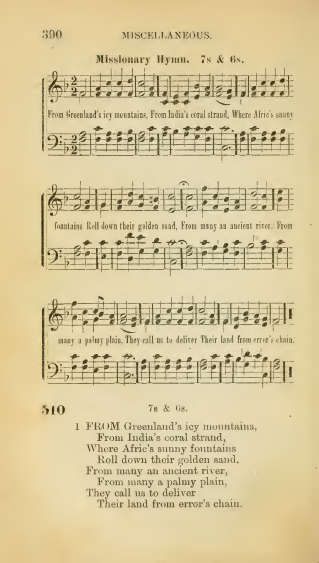 390 MISCELLANEOUS.
Missionary Hymn. 7s & 6s.
From Greenland's icy mountains, From India's coral strand, Where Afric's sunny
fountains Roll down their golden sand, From many an ancient river. From
many a palmy plain, They call us to deliver Their land from error's chain.
510 7s & 6s.
1 FROM Greenland's icy mountains,
From India's coral strand,
Where Afric's sunny fountains
Roll down their golden sand,
From many an ancient river,
From many a palmy plain,
They call us to deliver
Their land from error's chain.